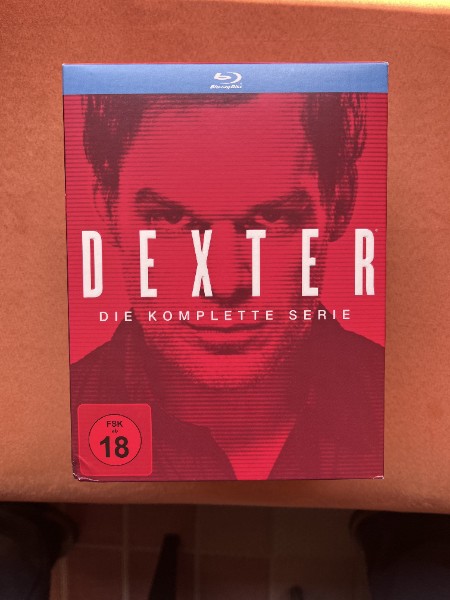 Blu-ray Disc
DEXTER
DIE KOMPLETTE SERIE
FSK
ab
18